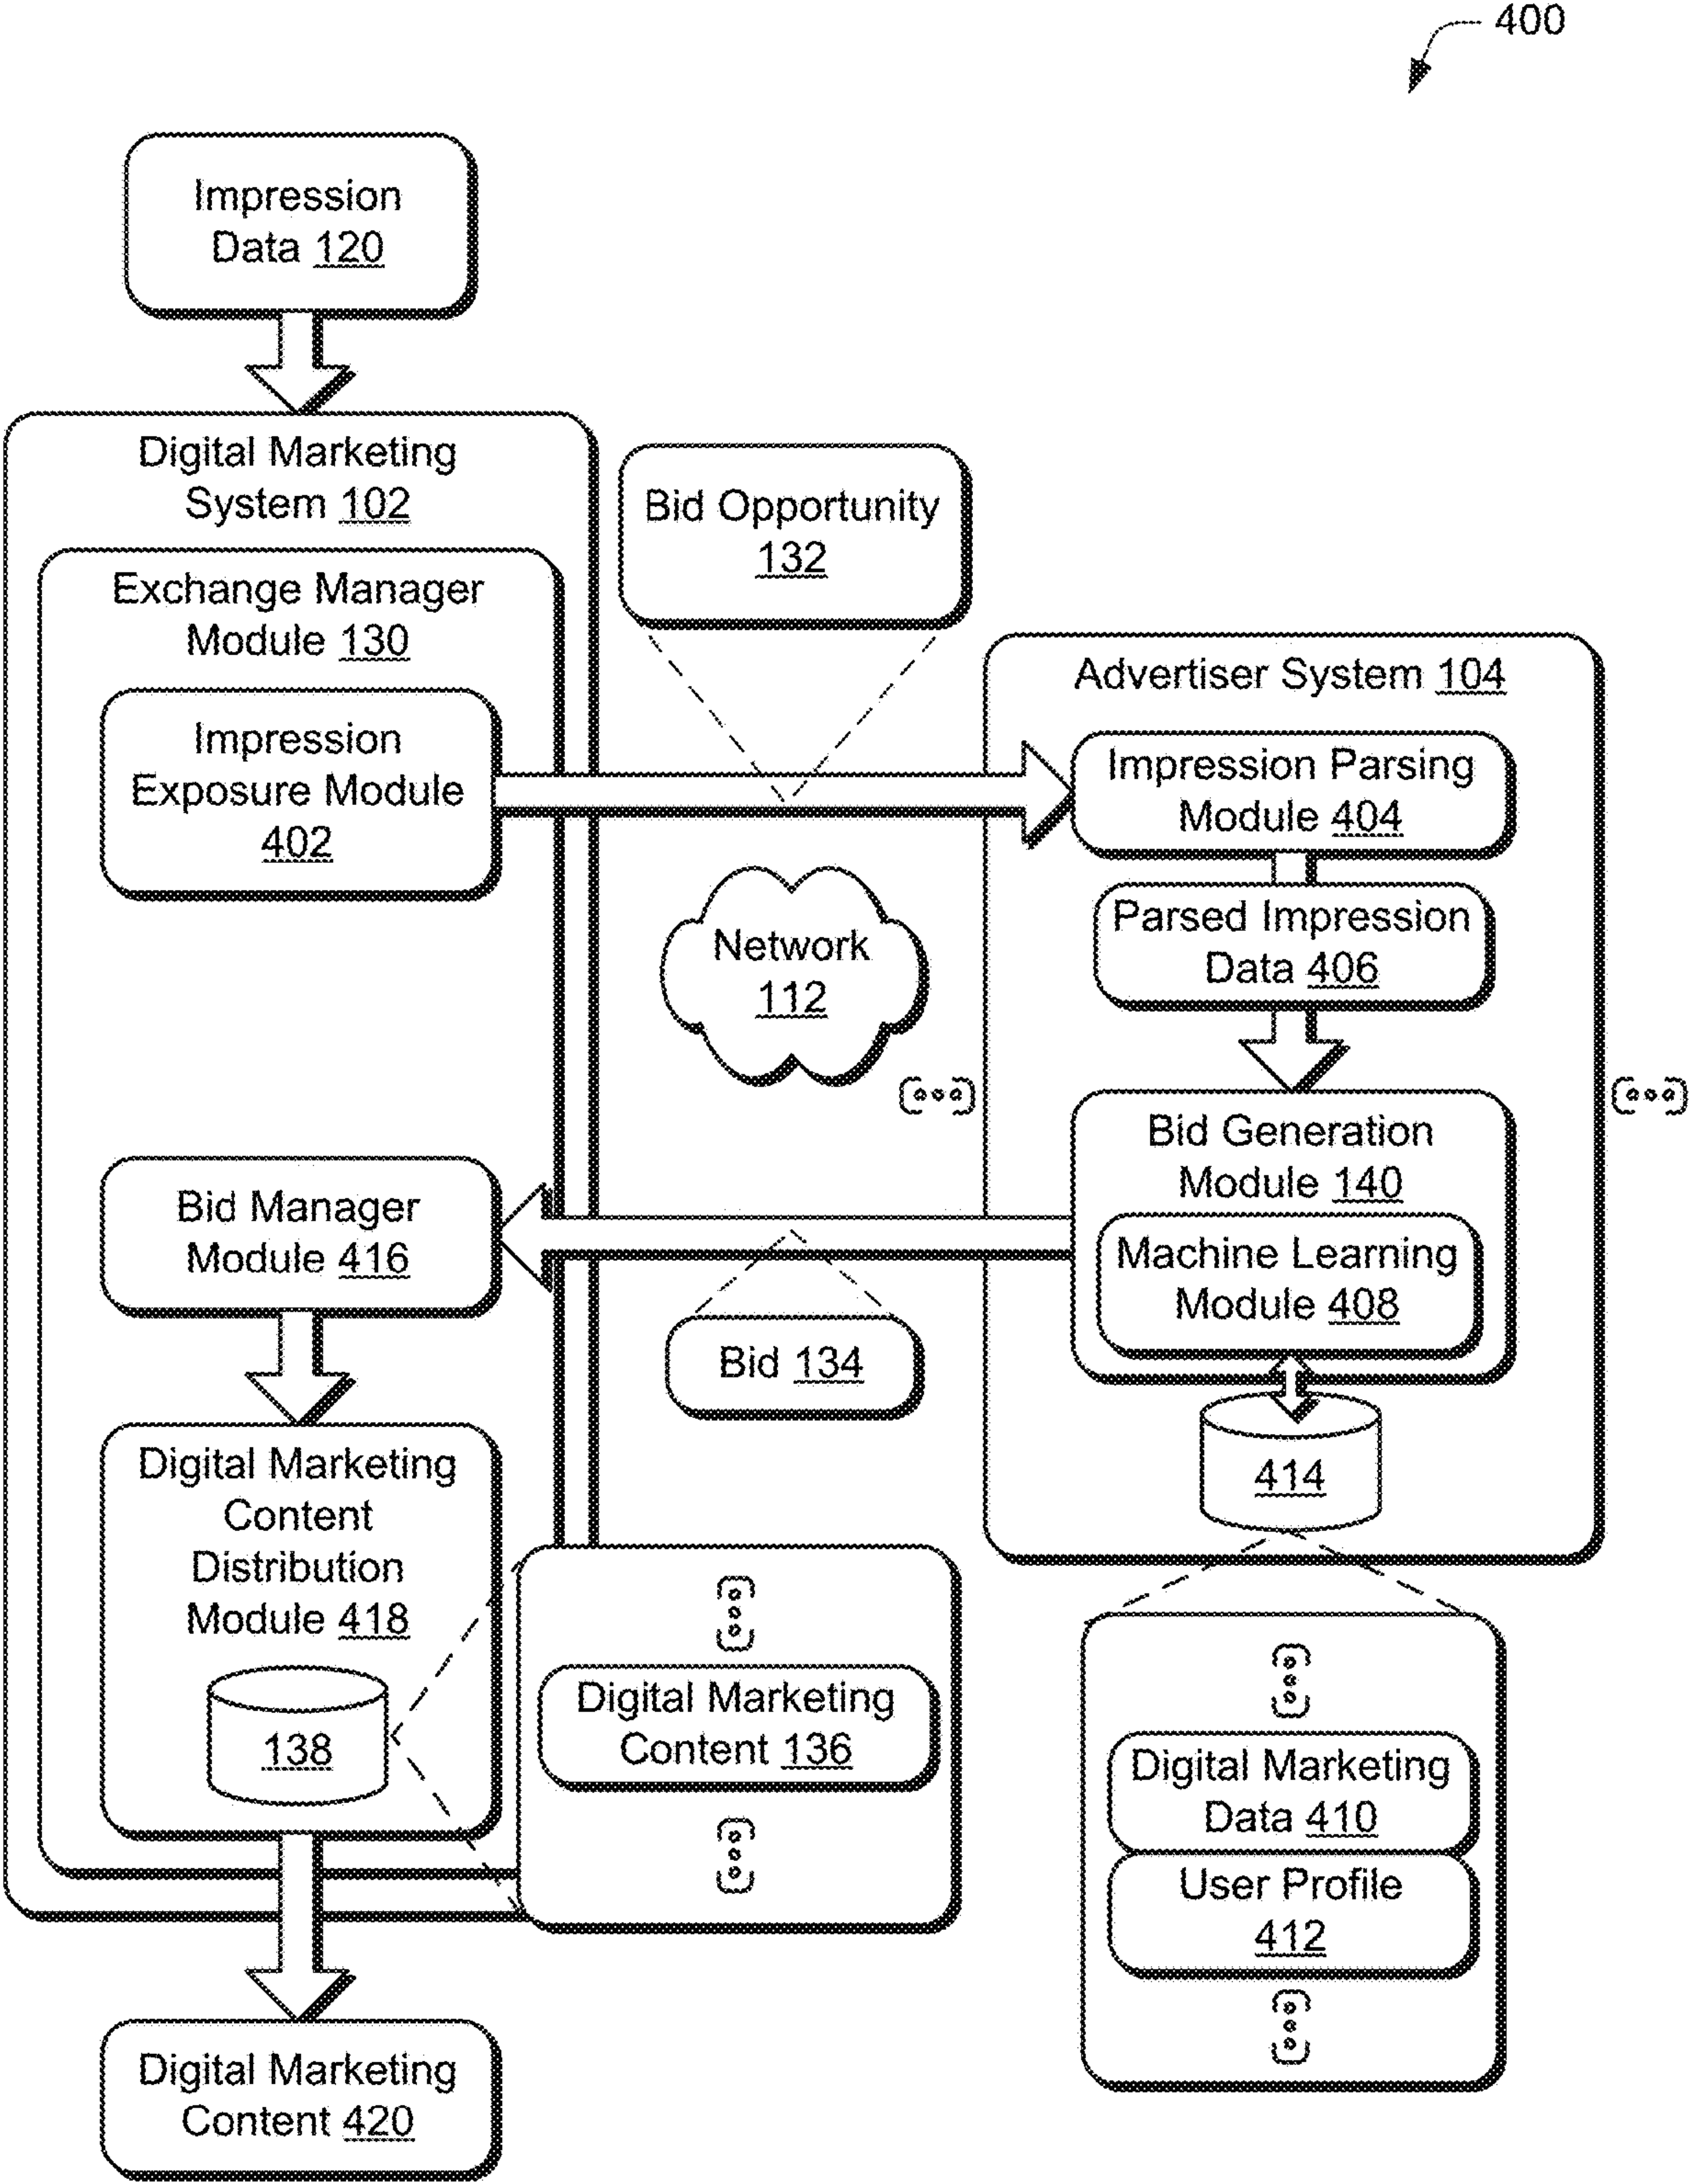 400
Impression
Data 120
Digital Marketing
System 102
Exchange Manager
Module 130
Impression
Exposure Module
402
Bid Opportunity
132
Advertiser System 104
Impression Parsing
Module 404
Parsed Impression
Data 406
Network
112
Bid Generation
Module 140
Machine Learning
Module 408
Bid Manager
Module 416
Bid 134
414
Digital Marketing
Content
Distribution
Module 418
138
Digital Marketing
Content 136
Digital Marketing
Data 410
User Profile
412
Digital Marketing
Content 420